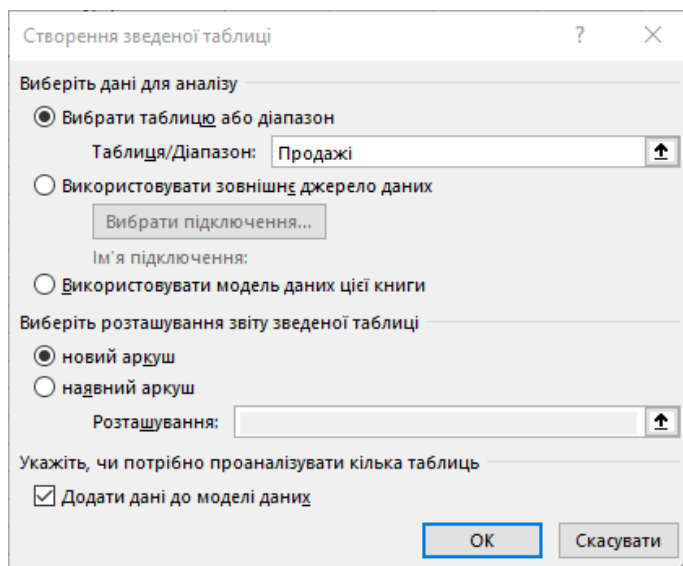 Створення зведеної таблиці ?
Виберіть дані для аналізу
Вибрати таблицю або діапазон
Таблиця/Діапазон: Продажі
Використовувати зовнішнє джерело даних
Вибрати підключення...
Ім'я підключення:
Використовувати модель даних цієї книги
Виберіть розташування звіту зведеної таблиці
новий аркуш
наявний аркуш
Розташування:
Укажіть, чи потрібно проаналізувати кілька таблиць
Додати дані до моделі даних
ОК Скасувати